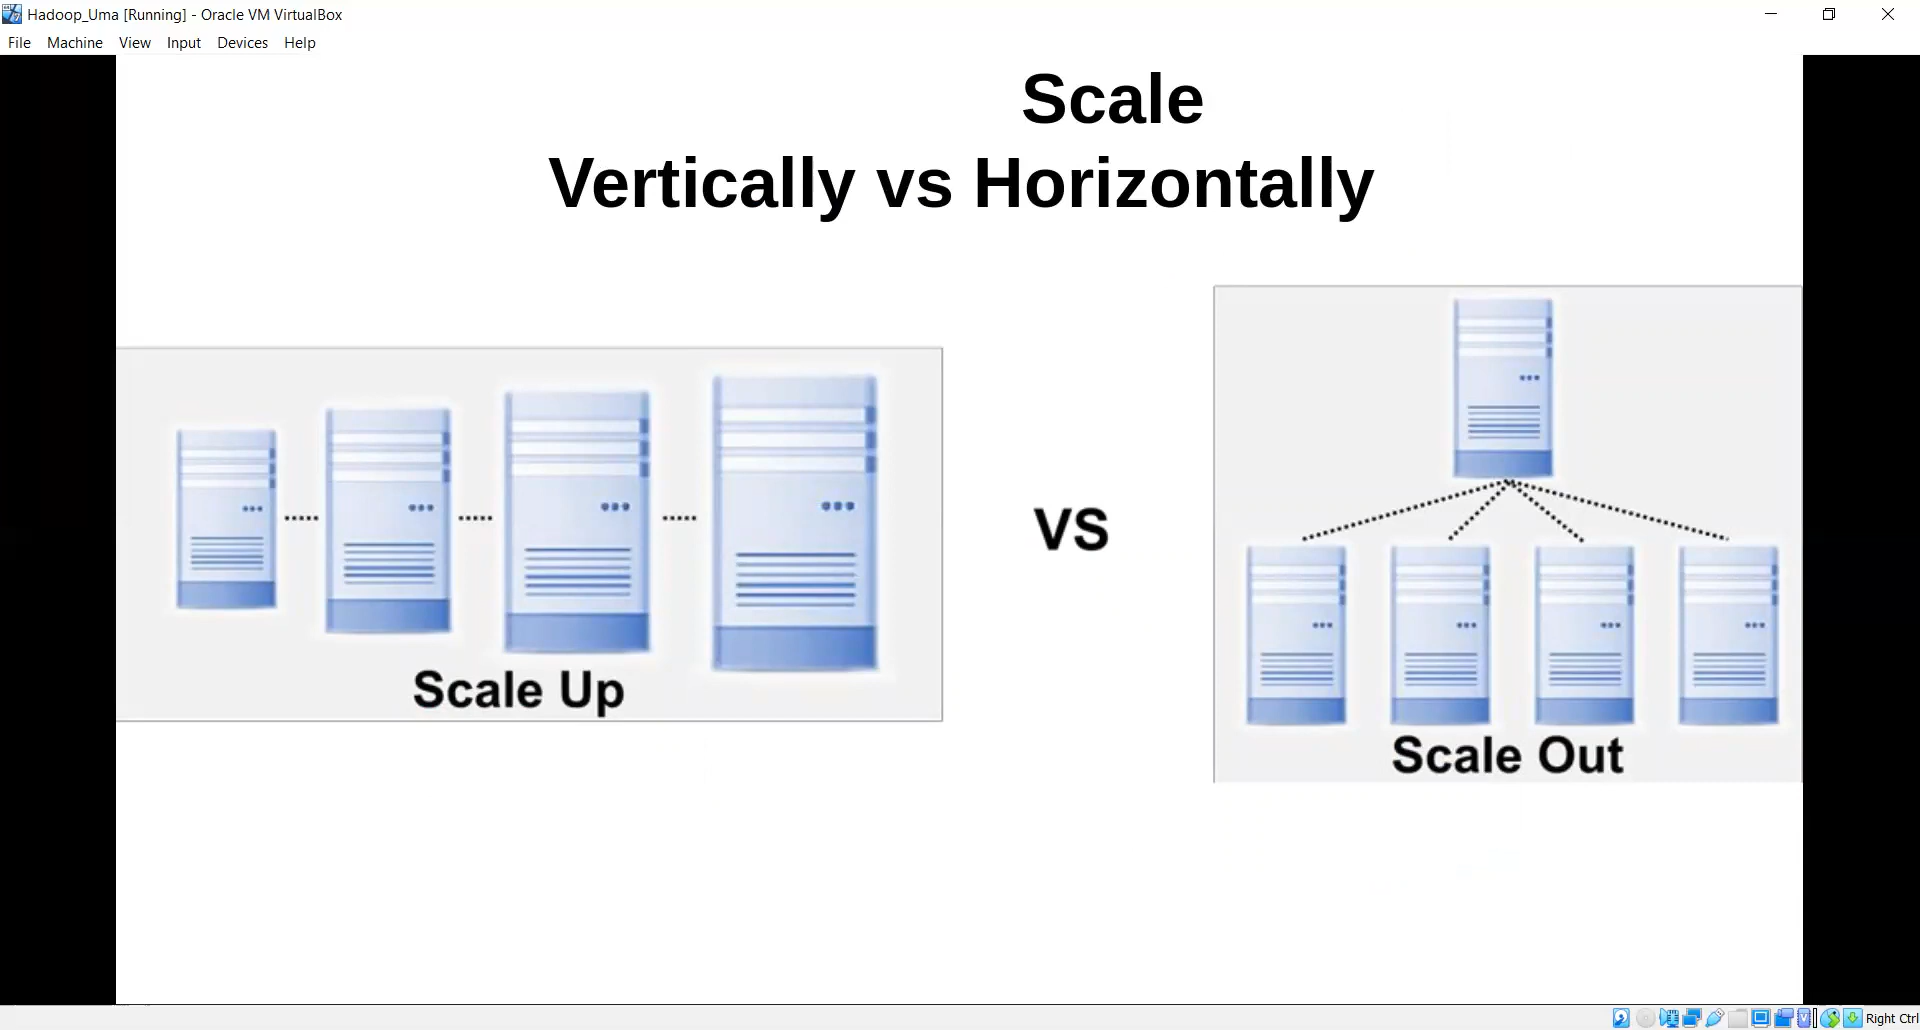 Hadoop_Uma [Running] - Oracle VM VirtualBox
File Machine View Input Devices Help
Scale
Vertically vs Horizontally
Scale Up
VS
Scale Out
Right Ctrl